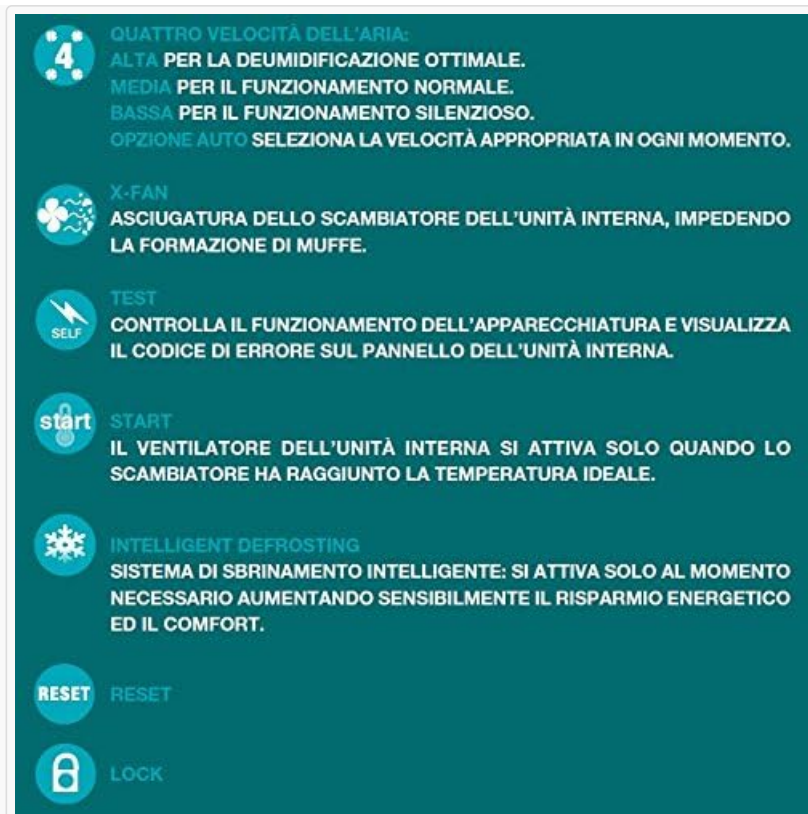 4
QUATTRO VELOCITÀ DELL'ARIA:
ALTA PER LA DEUMIDIFICAZIONE OTTIMALE.
MEDIA PER IL FUNZIONAMENTO NORMALE.
BASSA PER IL FUNZIONAMENTO SILENZIOSO.
OPZIONE AUTO SELEZIONA LA VELOCITÀ APPROPRIATA IN OGNI MOMENTO.
X-FAN
ASCIUGATURA DELLO SCAMBIATORE DELL'UNITÀ INTERNA, IMPEDENDO
LA FORMAZIONE DI MUFFE.
SELF
TEST
CONTROLLA IL FUNZIONAMENTO DELL'APPARECCHIATURA E VISUALIZZA
IL CODICE DI ERRORE SUL PANNELLO DELL'UNITÀ INTERNA.
start
START
IL VENTILATORE DELL'UNITÀ INTERNA SI ATTIVA SOLO QUANDO LO
SCAMBIATORE HA RAGGIUNTO LA TEMPERATURA IDEALE.
INTELLIGENT DEFROSTING
SISTEMA DI SBRINAMENTO INTELLIGENTE: SI ATTIVA SOLO AL MOMENTO
NECESSARIO AUMENTANDO SENSIBILMENTE IL RISPARMIO ENERGETICO
ED IL COMFORT.
RESET
RESET
LOCK